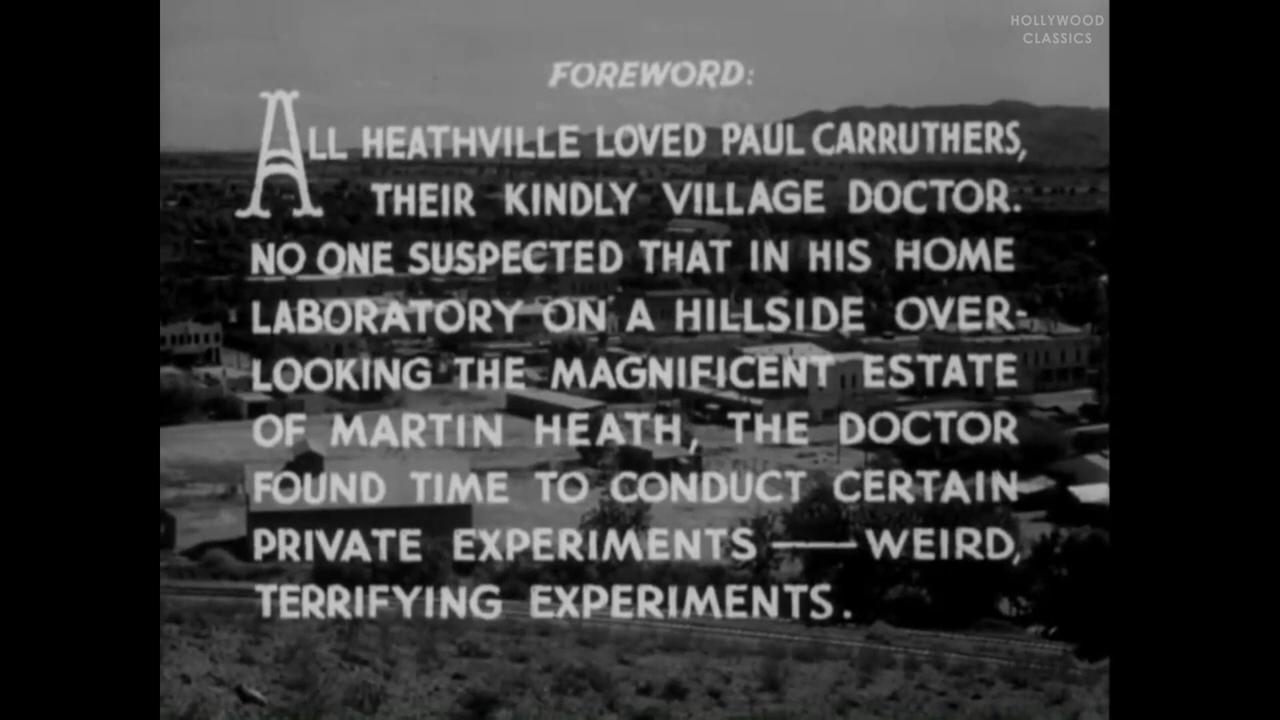 HOLLYWOOD
CLASSICS
FOREWORD:
ALL HEATHVILLE LOVED PAUL CARRUTHERS,
THEIR KINDLY VILLAGE DOCTOR.
NO ONE SUSPECTED THAT IN HIS HOME
LABORATORY ON A HILLSIDE OVER-
LOOKING THE MAGNIFICENT ESTATE
OF MARTIN HEATH, THE DOCTOR
FOUND TIME TO CONDUCT CERTAIN
PRIVATE EXPERIMENTS — WEIRD,
TERRIFYING EXPERIMENTS.